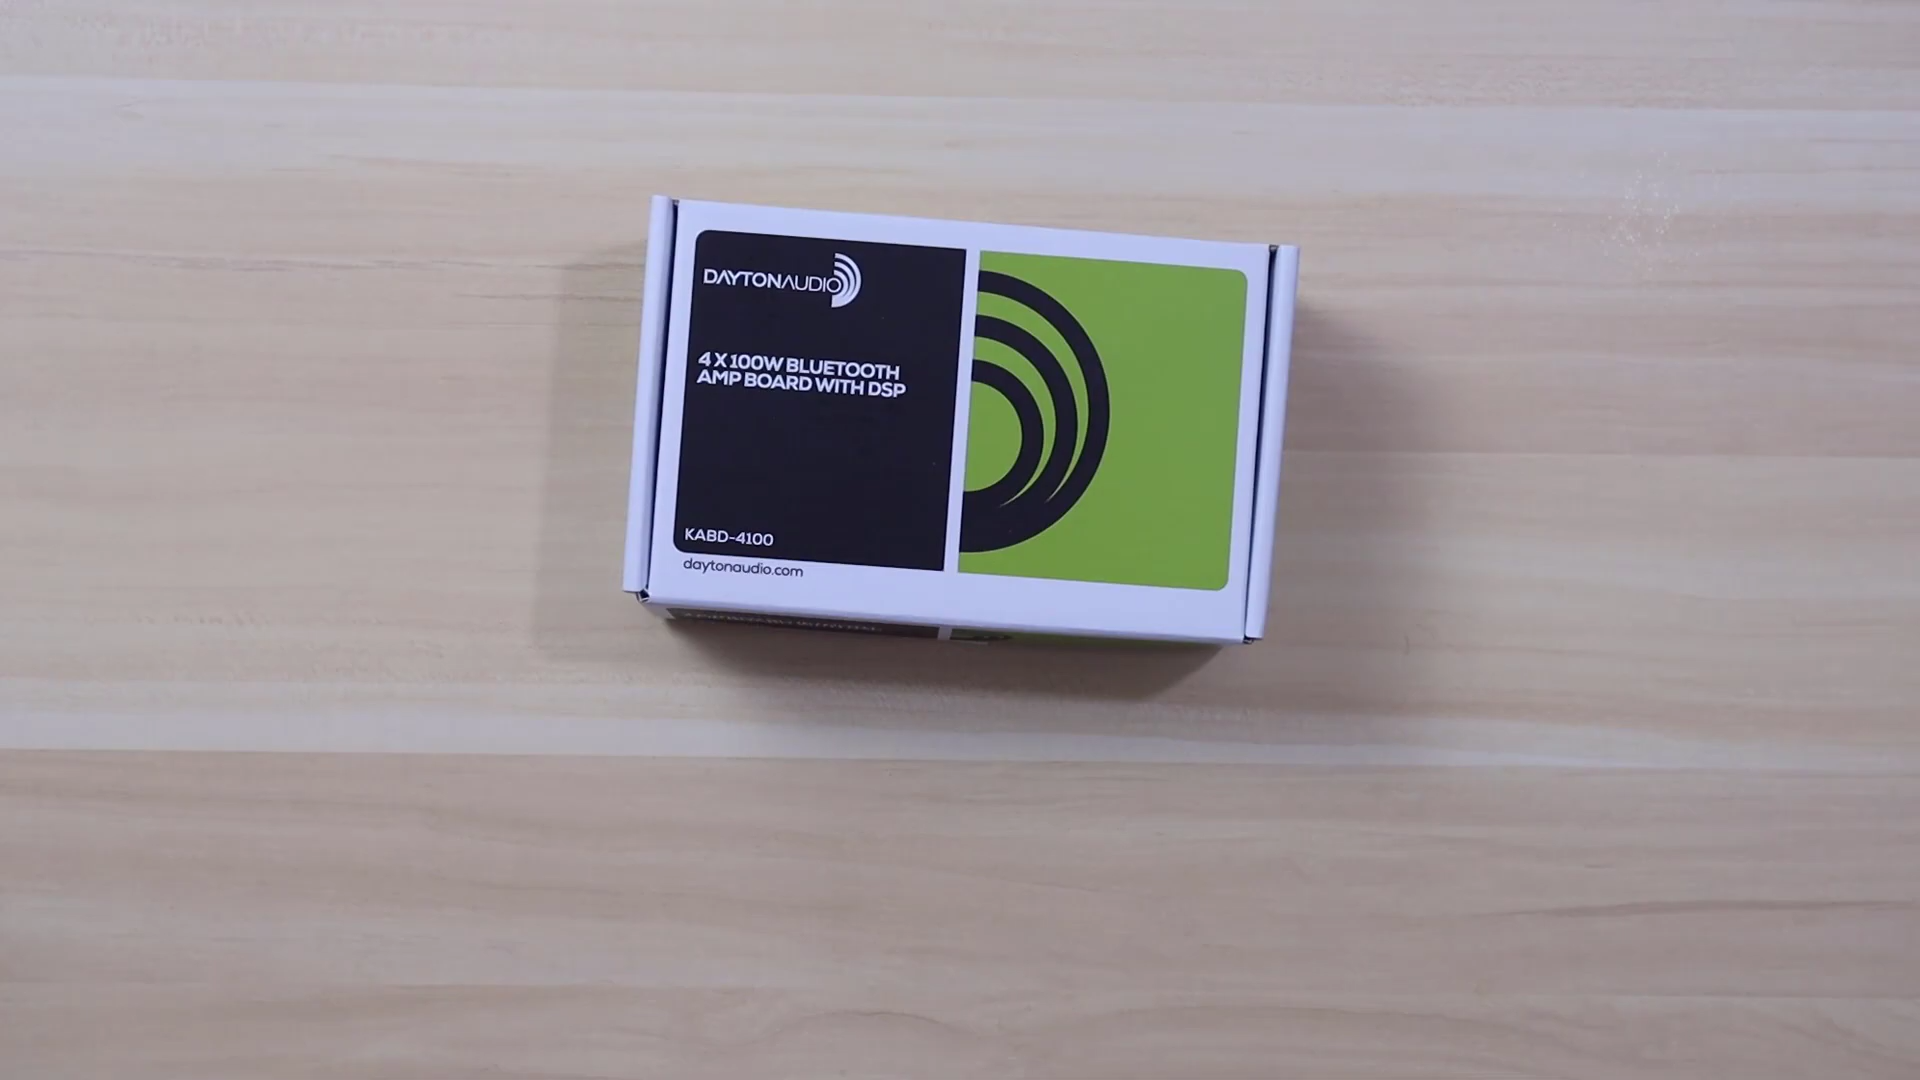 DAYTONAUDIO
4 X 100W BLUETOOTH
AMP BOARD WITH DSP
KABD-4100
daytonaudio.com